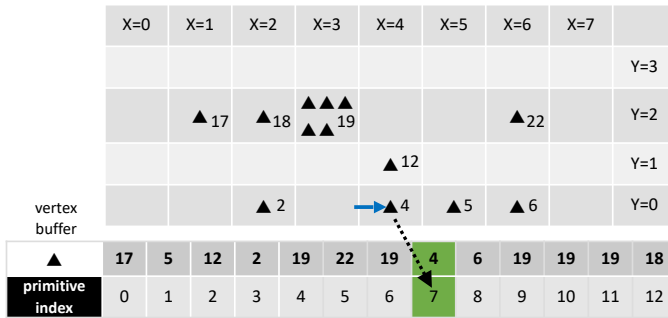 X=0 X=1 X=2 X=3 X=4 X=5 X=6 X=7
Y=3
17 18 19 22 Y=2
12 Y=1
2 4 5 6 Y=0
vertex
buffer
17 5 12 2 19 22 19 4 6 19 19 19 18
primitive
index
0 1 2 3 4 5 6 7 8 9 10 11 12